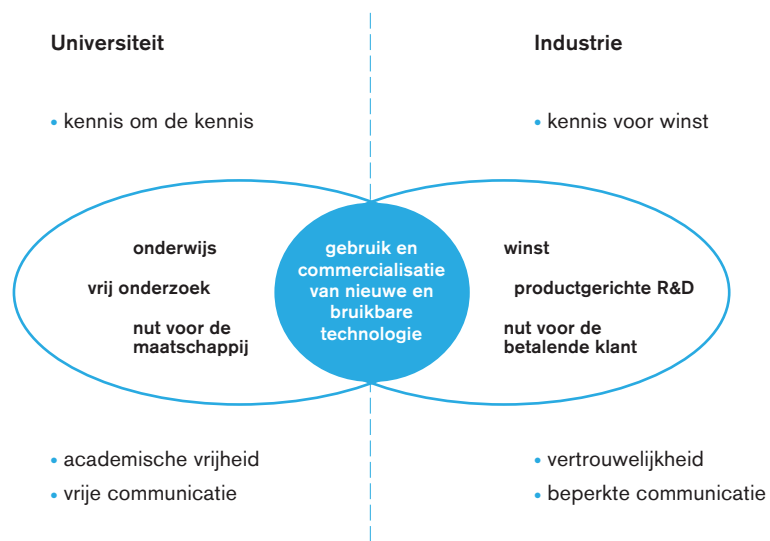 Universiteit
Industrie
• kennis om de kennis
• kennis voor winst
onderwijs
vrij onderzoek
nut voor de
maatschappij
gebruik en
commercialisatie
van nieuwe en
bruikbare
technologie
winst
productgerichte R&D
nut voor de
betalende klant
• academische vrijheid
• vrije communicatie
• vertrouwelijkheid
• beperkte communicatie